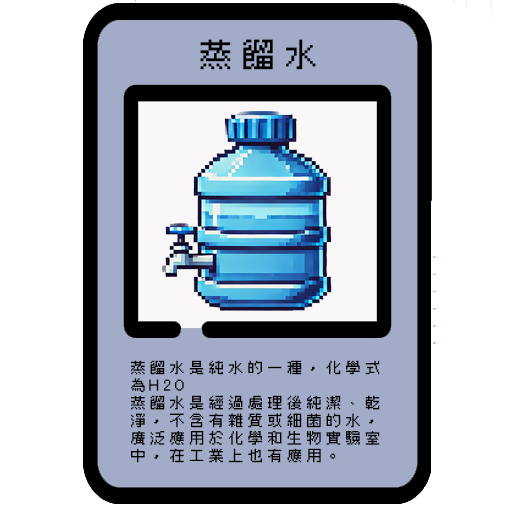 蒸餾水
蒸餾水是純水的一種，化學式
為H2O
蒸餾水是經過處理後純潔、乾
淨，不含有雜質或細菌的水，
廣泛應用於化學和生物實驗室
中，在工業上也有應用。